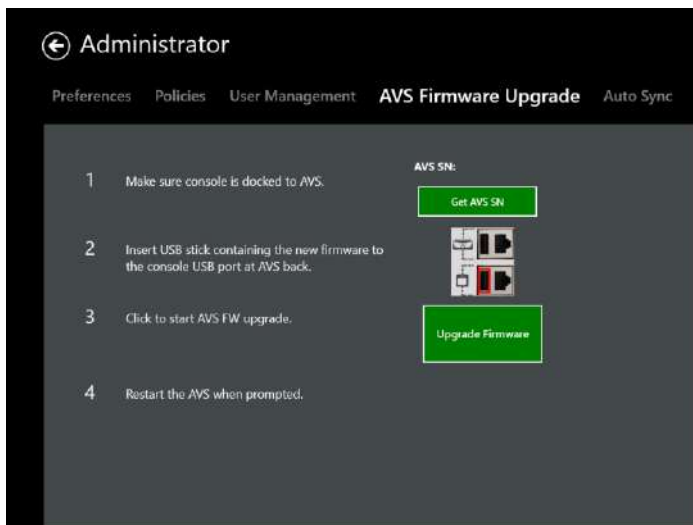 Administrator
Preferences Policies User Management AVS Firmware Upgrade Auto Sync
AVS SN:
1 Make sure console is docked to AVS.
Get AVS SN
2 Insert USB stick containing the new firmware to
the console USB port at AVS back.
3 Click to start AVS FW upgrade.
Upgrade Firmware
4 Restart the AVS when prompted.